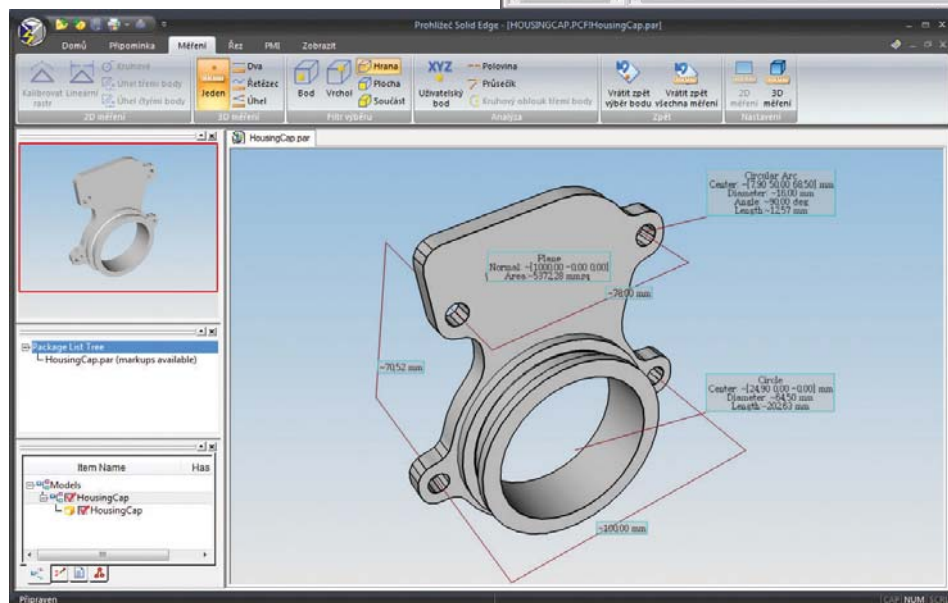 Prohlížeč Solid Edge - [HOUSINGCAP.PCF!HousingCap.par]
Domů Připomínka Měření Řez PMI Zobrazit
Kalibrovat rastr
Lineární
Kruhové
Úhel třemi body
Úhel čtyřmi body
2D měření
Jeden
Dva
Řetězec
Úhel
3D měření
Bod
Vrchol
Hrana
Plocha
Součást
Filtr výběru
XYZ
Uživatelský bod
Polovina
Průsečík
Kruhový oblouk třemi body
Analýza
Vrátit zpět výběr bodu
Vrátit zpět všechna měření
Zpět
2D měření
3D měření
Nastavení
HousingCap.par
Package List Tree
HousingCap.par (markups available)
Item Name Has
Models
HousingCap
HousingCap
Circular Arc
Center: ~[7.90 50.00 68.50] mm
Diameter: ~16.00 mm
Angle: ~90.00 deg
Length: ~12.57 mm
Plane
Normal: ~[1000.00 -0.00 0.00]
Area: ~5372.28 mm.sq
~78.00 mm
~70.52 mm
Circle
Center: ~[24.90 0.00 -0.00] mm
Diameter: ~64.50 mm
Length: ~202.63 mm
~100.00 mm
Připraven
CAP NUM SCRL